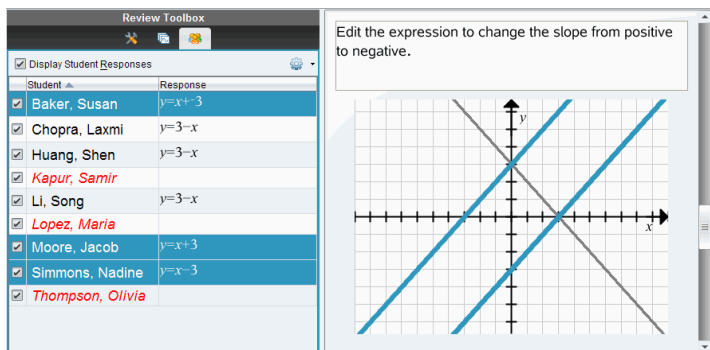 Review Toolbox
Display Student Responses
Student Response
Baker, Susan y=x+⁻3
Chopra, Laxmi y=3−x
Huang, Shen y=3−x
Kapur, Samir
Li, Song y=3−x
Lopez, Maria
Moore, Jacob y=x+3
Simmons, Nadine y=x−3
Thompson, Olivia
Edit the expression to change the slope from positive
to negative.
y
x